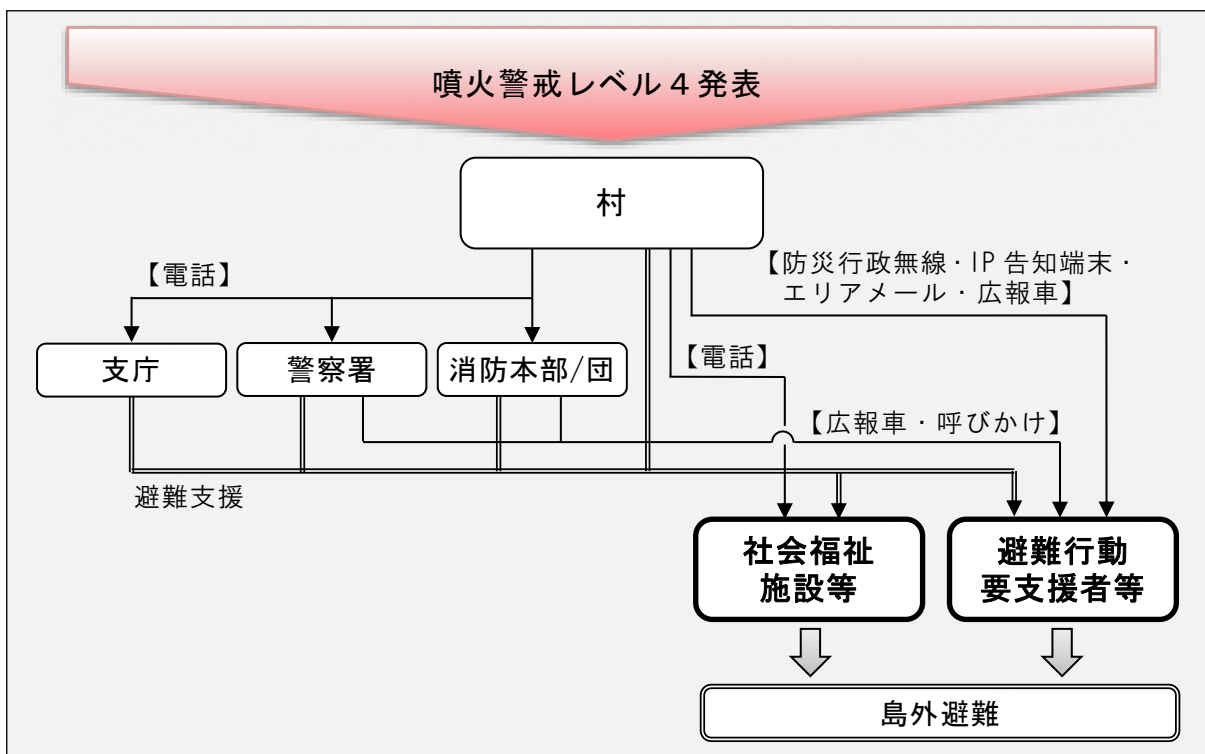 噴火警戒レベル４発表
村
【電話】
【防災行政無線・IP 告知端末・
エリアメール・広報車】
支庁
警察署
消防本部/団
【電話】
【広報車・呼びかけ】
避難支援
社会福祉
施設等
避難行動
要支援者等
島外避難